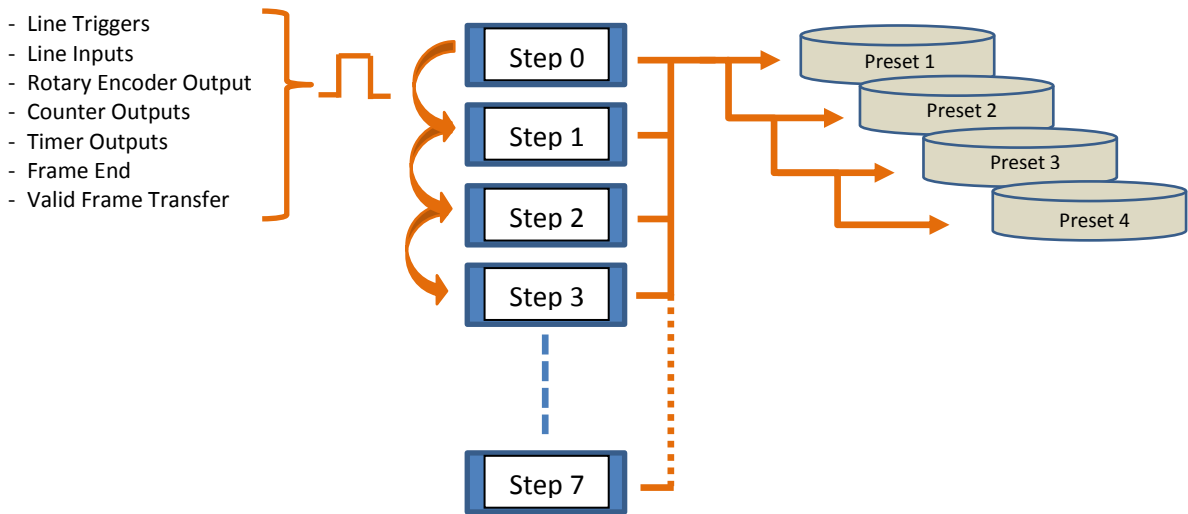 - Line Triggers
- Line Inputs
- Rotary Encoder Output
- Counter Outputs
- Timer Outputs
- Frame End
- Valid Frame Transfer
Step 0
Step 1
Step 2
Step 3
Step 7
Preset 1
Preset 2
Preset 3
Preset 4